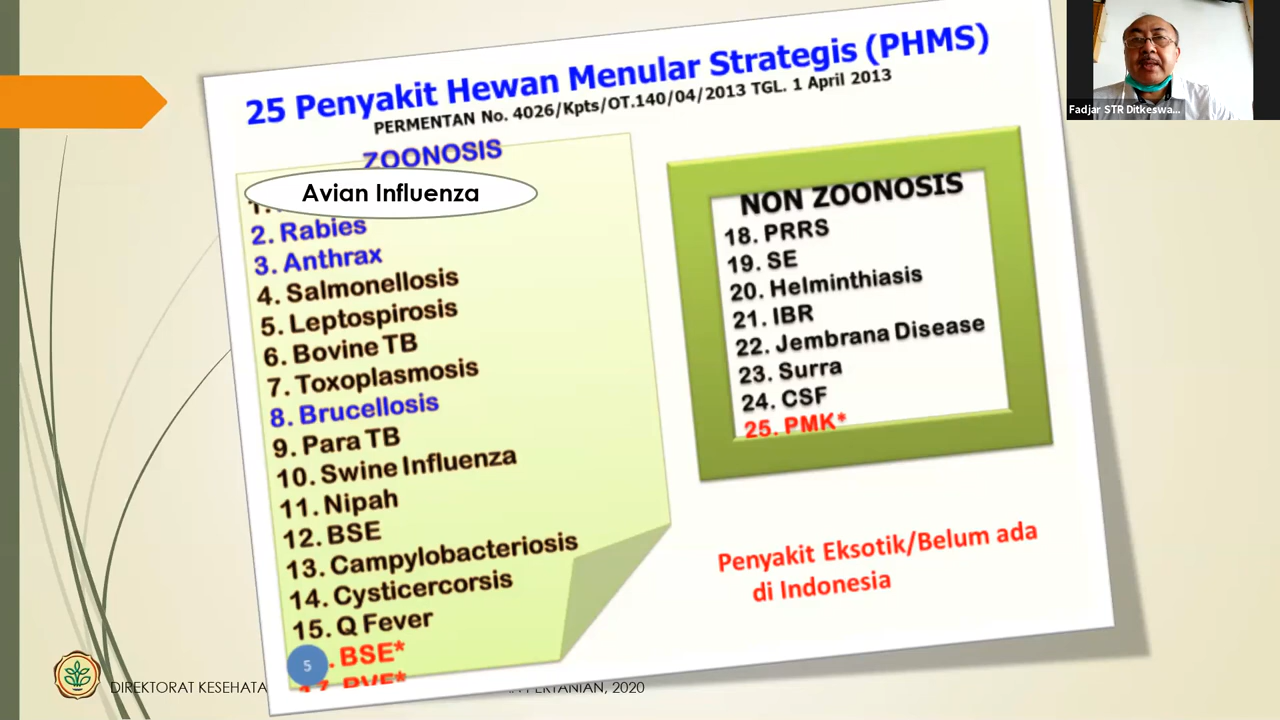 25 Penyakit Hewan Menular Strategis (PHMS)
PERMENTAN No. 4026/Kpts/OT.140/04/2013 TGL. 1 April 2013
ZOONOSIS
1.
Avian Influenza
2. Rabies
3. Anthrax
4. Salmonellosis
5. Leptospirosis
6. Bovine TB
7. Toxoplasmosis
8. Brucellosis
9. Para TB
10. Swine Influenza
11. Nipah
12. BSE
13. Campylobacteriosis
14. Cysticercorsis
15. Q Fever
. BSE*
17. RVF*
NON ZOONOSIS
18. PRRS
19. SE
20. Helminthiasis
21. IBR
22. Jembrana Disease
23. Surra
24. CSF
25. PMK*
Penyakit Eksotik/Belum ada
di Indonesia
5
DIREKTORAT KESEHATA
PERTANIAN, 2020
Fadjar STR Ditkeswa...